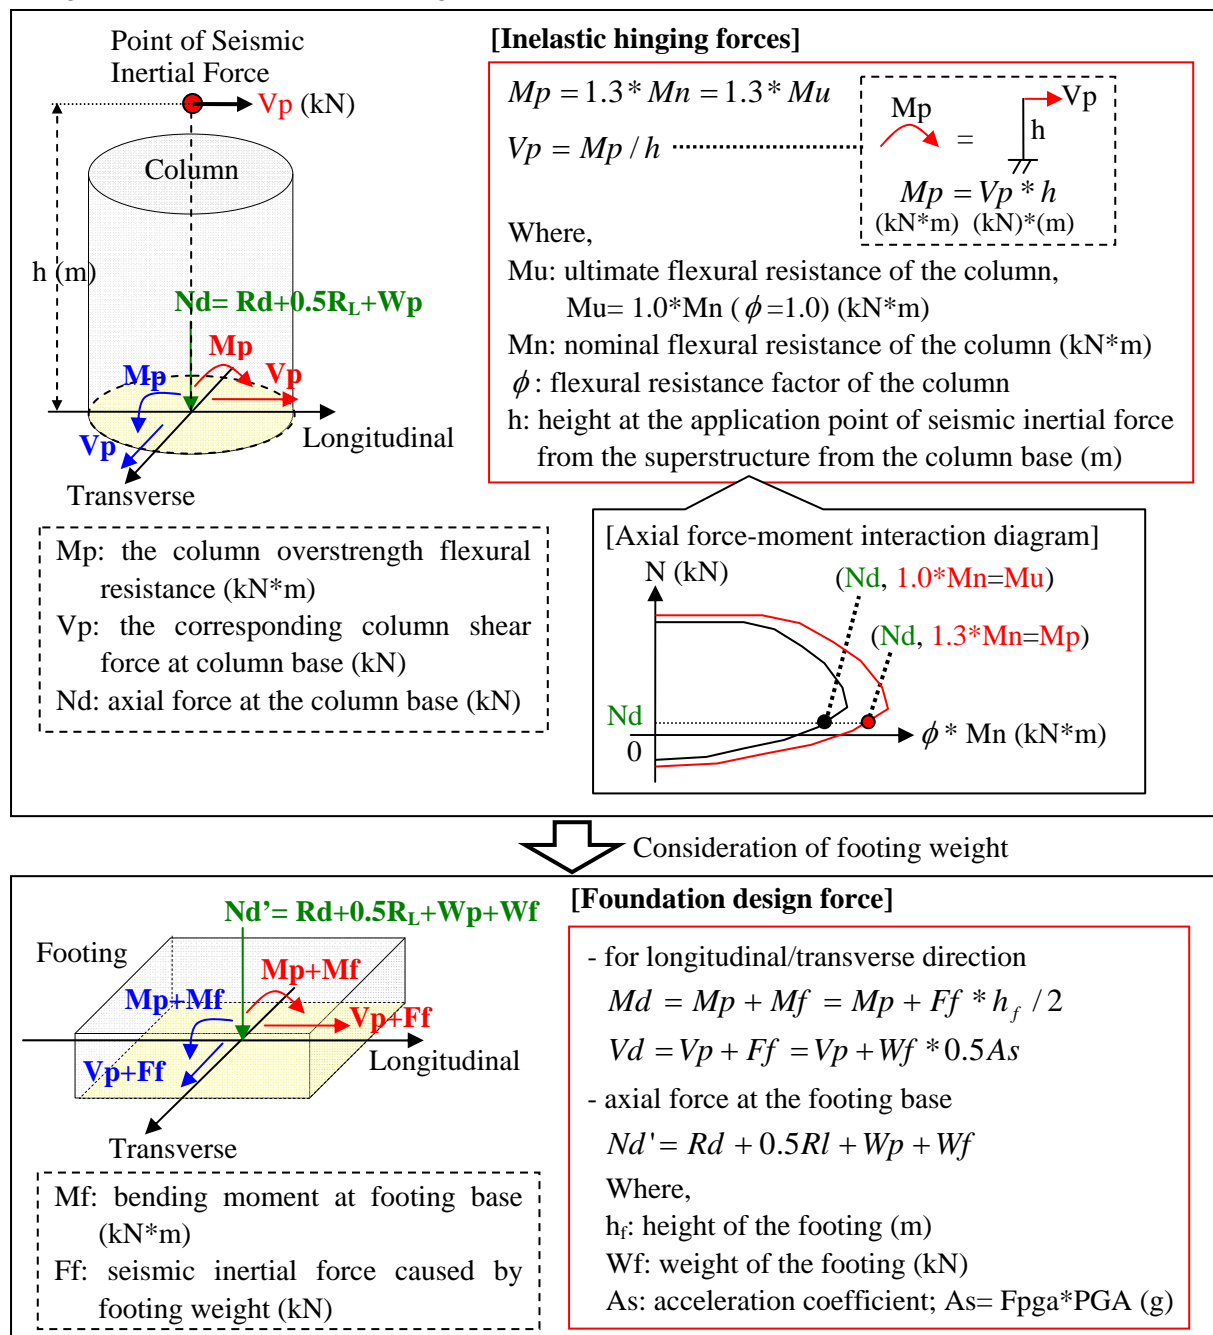 Point of Seismic
Inertial Force
Vp (kN)
Column
h (m)
Nd= Rd+0.5R_L+Wp
Mp
Mp
Vp
Vp
Longitudinal
Transverse
Mp: the column overstrength flexural
resistance (kN*m)
Vp: the corresponding column shear
force at column base (kN)
Nd: axial force at the column base (kN)
[Inelastic hinging forces]
Mp = 1.3* Mn = 1.3* Mu
Vp = Mp / h
Mp
=
Vp
h
Mp = Vp * h
(kN*m) (kN)*(m)
Where,
Mu: ultimate flexural resistance of the column,
Mu= 1.0*Mn (ϕ=1.0) (kN*m)
Mn: nominal flexural resistance of the column (kN*m)
ϕ: flexural resistance factor of the column
h: height at the application point of seismic inertial force
from the superstructure from the column base (m)
[Axial force-moment interaction diagram]
N (kN)
(Nd, 1.0*Mn=Mu)
(Nd, 1.3*Mn=Mp)
Nd
0
ϕ* Mn (kN*m)
Consideration of footing weight
Nd’= Rd+0.5R_L+Wp+Wf
Footing
Mp+Mf
Mp+Mf
Vp+Ff
Vp+Ff
Longitudinal
Transverse
Mf: bending moment at footing base
(kN*m)
Ff: seismic inertial force caused by
footing weight (kN)
[Foundation design force]
- for longitudinal/transverse direction
Md = Mp + Mf = Mp + Ff * h_f / 2
Vd = Vp + Ff = Vp + Wf * 0.5As
- axial force at the footing base
Nd' = Rd + 0.5Rl + Wp + Wf
Where,
h_f: height of the footing (m)
Wf: weight of the footing (kN)
As: acceleration coefficient; As= Fpga*PGA (g)